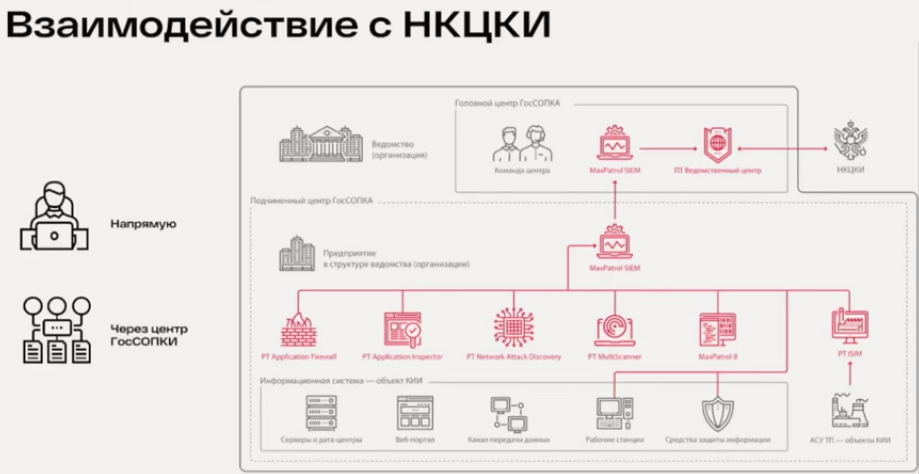 Взаимодействие с НКЦКИ
Головной центр ГосСОПКА
Ведомство
(организация)
Команда центра
MaxPatrol SIEM
ПТ Ведомственный центр
НКЦКИ
Подчиненный центр ГосСОПКА
Напрямую
Предприятие
в структуре ведомства (организации)
MaxPatrol SIEM
Через центр
ГосСОПКИ
PT Application Firewall
PT Application Inspector
PT Network Attack Discovery
PT MultiScanner
MaxPatrol 8
PT ISIM
Информационная система — объект КИИ
Серверы и дата-центры
Веб-портал
Канал передачи данных
Рабочие станции
Средства защиты информации
АСУ ТП — объекты КИИ